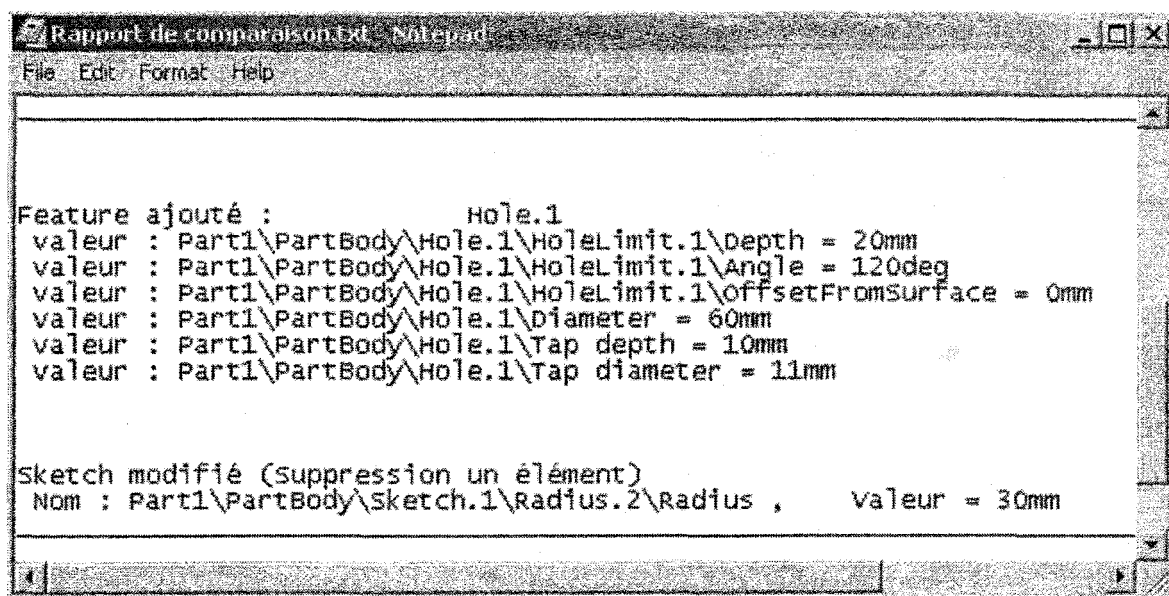 Rapport de comparaison.txt - Notepad
File Edit Format Help
Feature ajouté : Hole.1
valeur : Part1\PartBody\Hole.1\HoleLimit.1\Depth = 20mm
valeur : Part1\PartBody\Hole.1\HoleLimit.1\Angle = 120deg
valeur : Part1\PartBody\Hole.1\HoleLimit.1\OffsetFromSurface = 0mm
valeur : Part1\PartBody\Hole.1\Diameter = 60mm
valeur : Part1\PartBody\Hole.1\Tap depth = 10mm
valeur : Part1\PartBody\Hole.1\Tap diameter = 11mm
Sketch modifié (Suppression un élément)
Nom : Part1\PartBody\Sketch.1\Radius.2\Radius , Valeur = 30mm